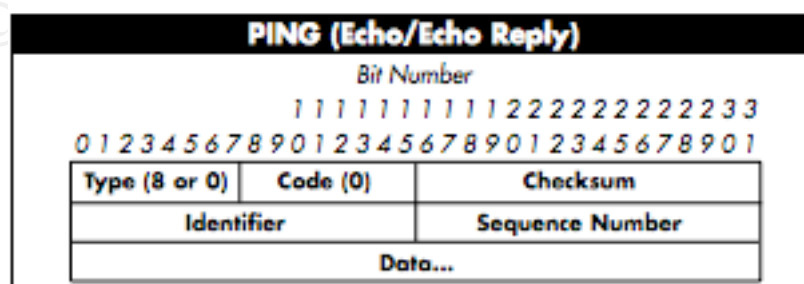 PING (Echo/Echo Reply)
Bit Number
1 1 1 1 1 1 1 1 1 1 2 2 2 2 2 2 2 2 2 2 3 3
0 1 2 3 4 5 6 7 8 9 0 1 2 3 4 5 6 7 8 9 0 1 2 3 4 5 6 7 8 9 0 1
Type (8 or 0) Code (0) Checksum
Identifier Sequence Number
Data...